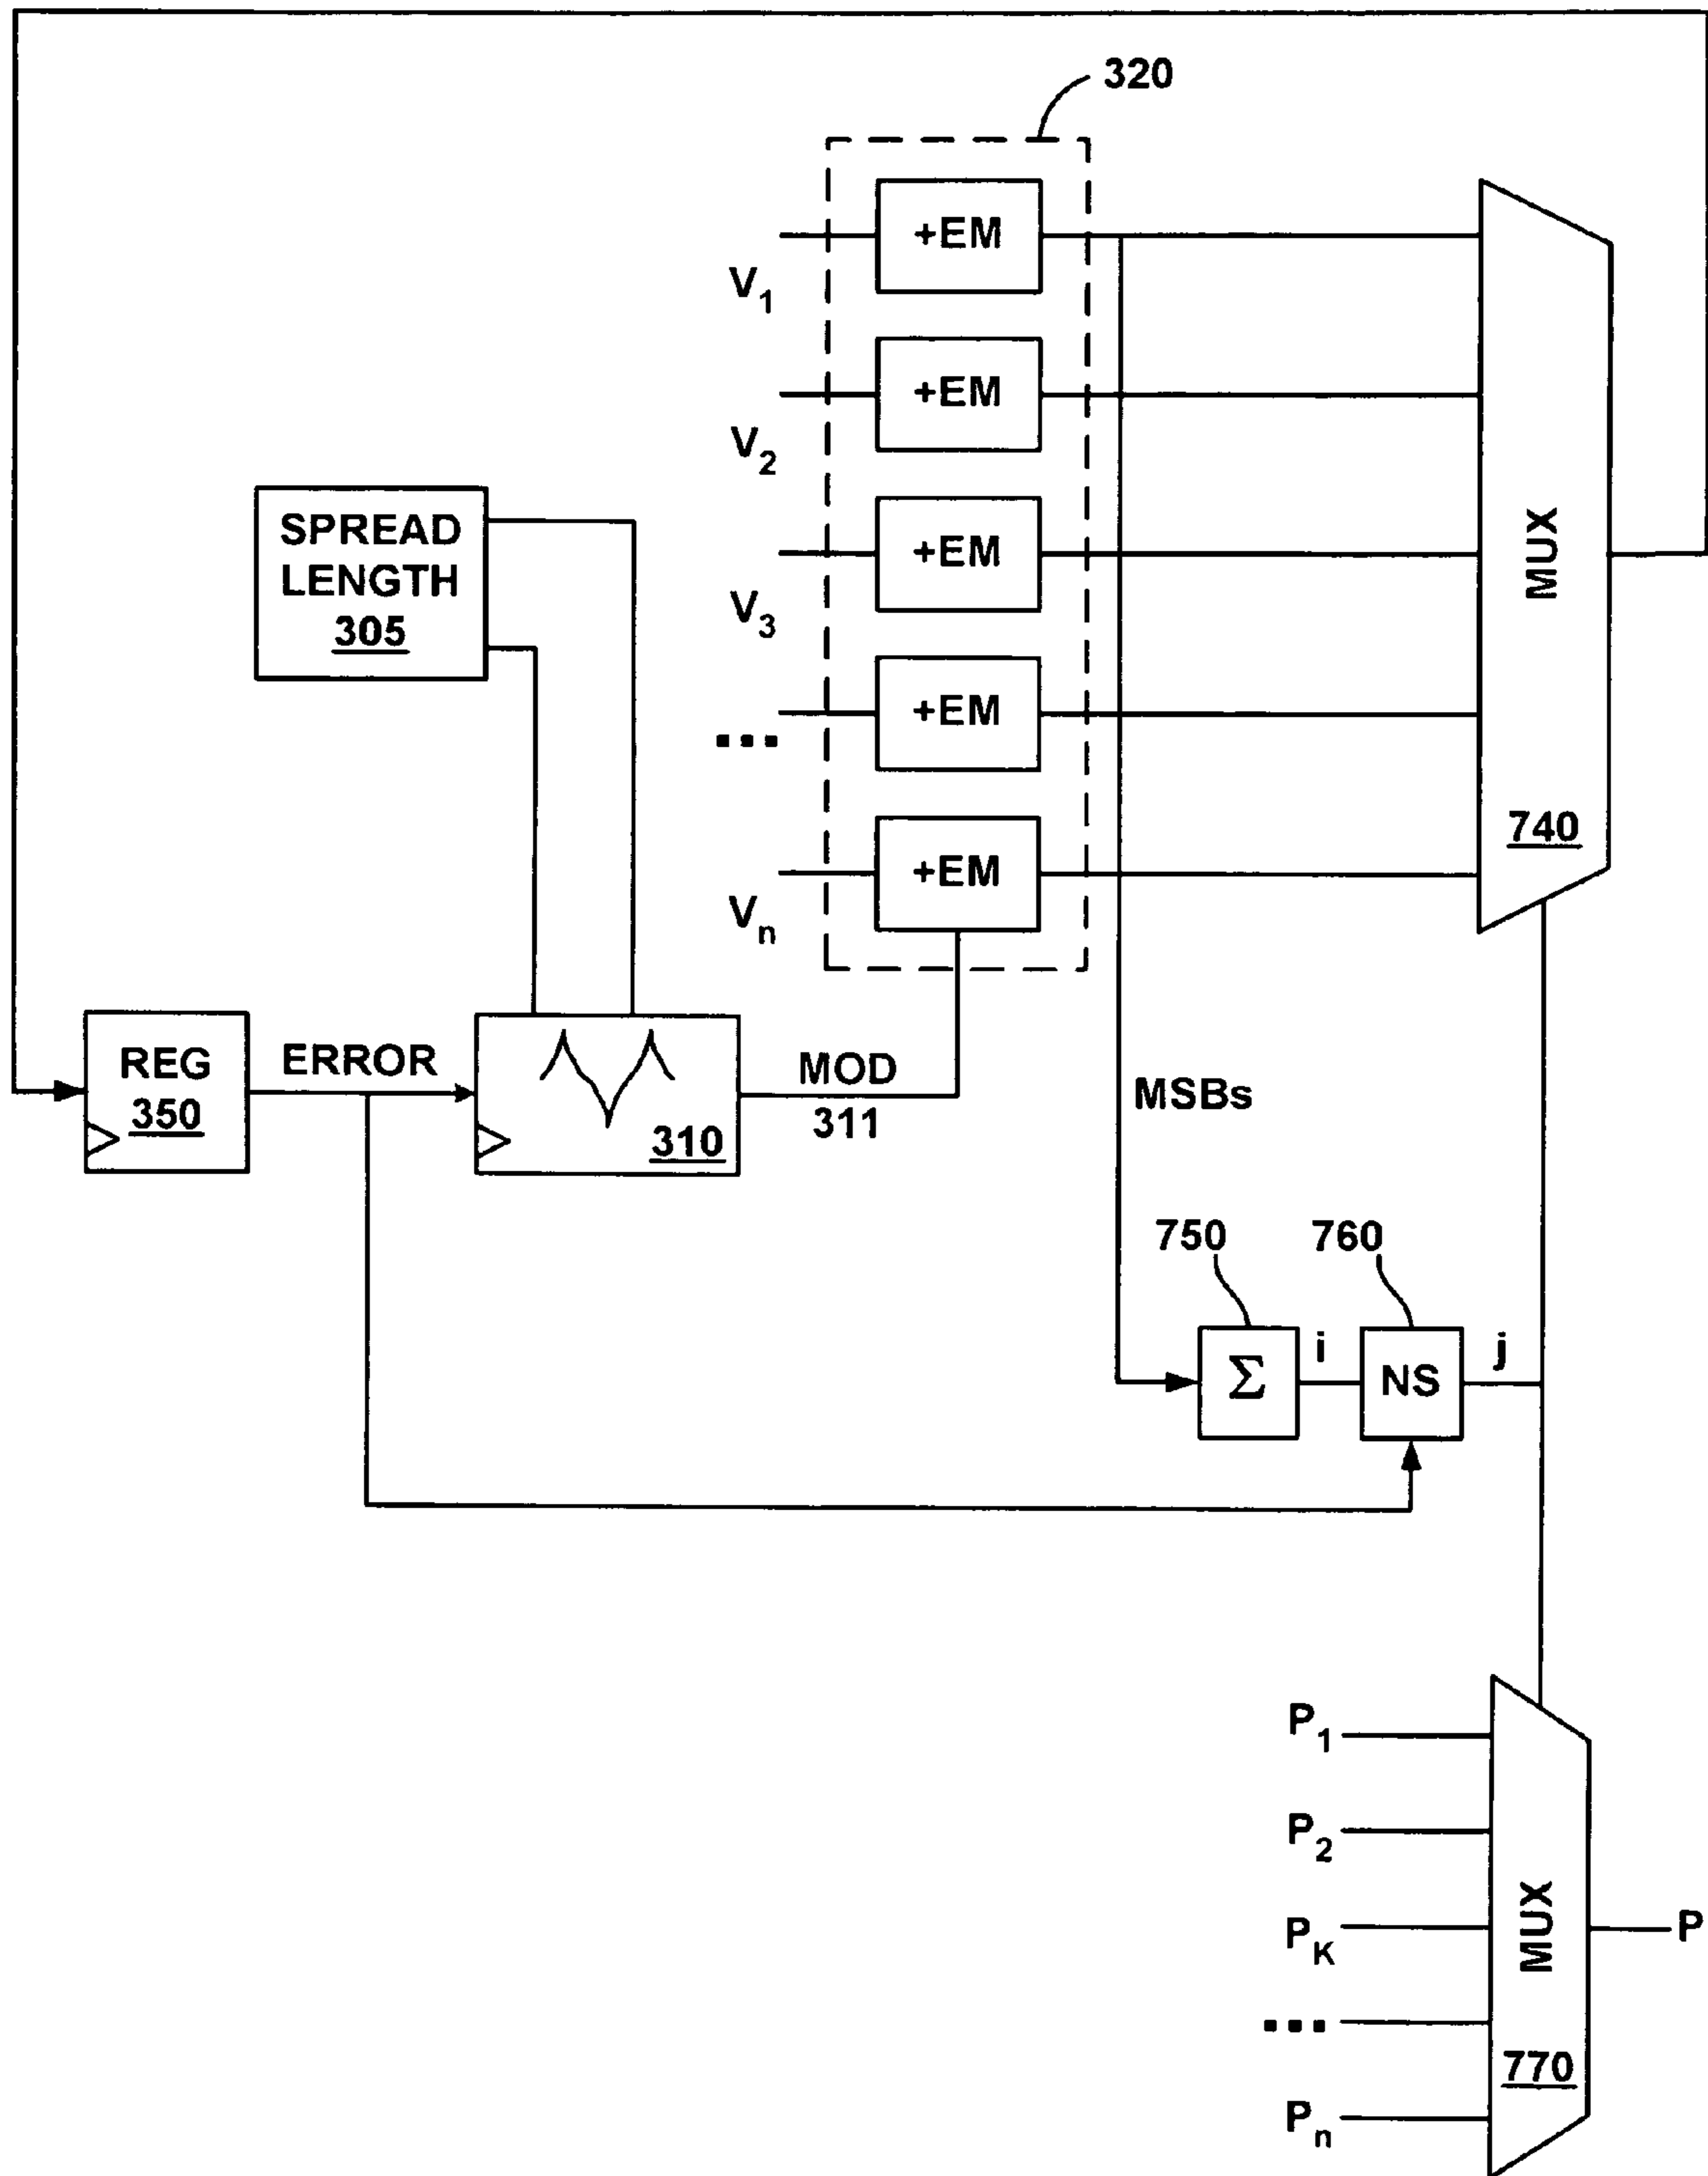 320
+EM
V1
+EM
V2
SPREAD
LENGTH
305
+EM
V3
MUX
+EM
...
740
+EM
Vn
REG
350
ERROR
310
MOD
311
MSBs
750
760
Σ
i
NS
j
P1
P2
PK
MUX
P
...
770
Pn